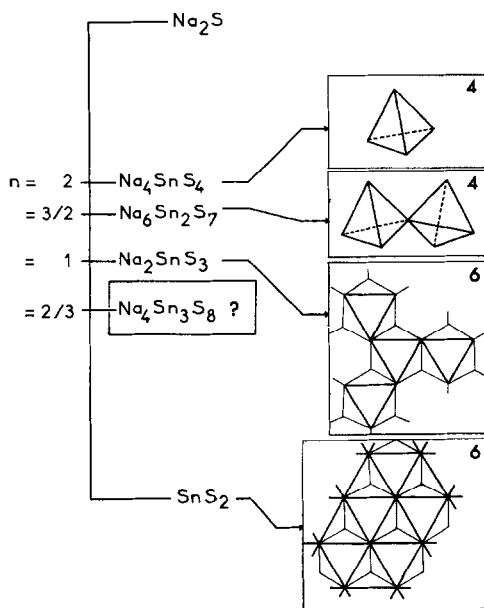 Na₂S
4
n = 2 Na₄SnS₄
4
= 3/2 Na₆Sn₂S₇
= 1 Na₂SnS₃
6
= 2/3 Na₄Sn₃S₈ ?
6
SnS₂